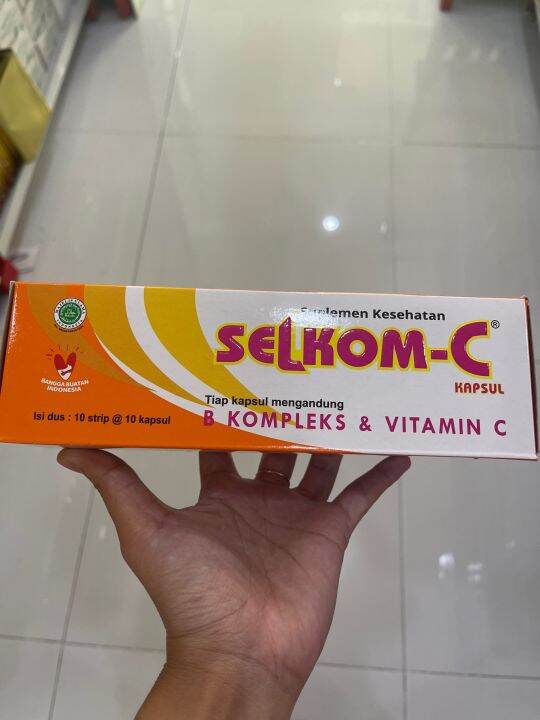 Suplemen Kesehatan
SELKOM-C®
KAPSUL
BANGGA BUATAN
INDONESIA
Tiap kapsul mengandung
B KOMPLEKS & VITAMIN C
Isi dus : 10 strip @ 10 kapsul